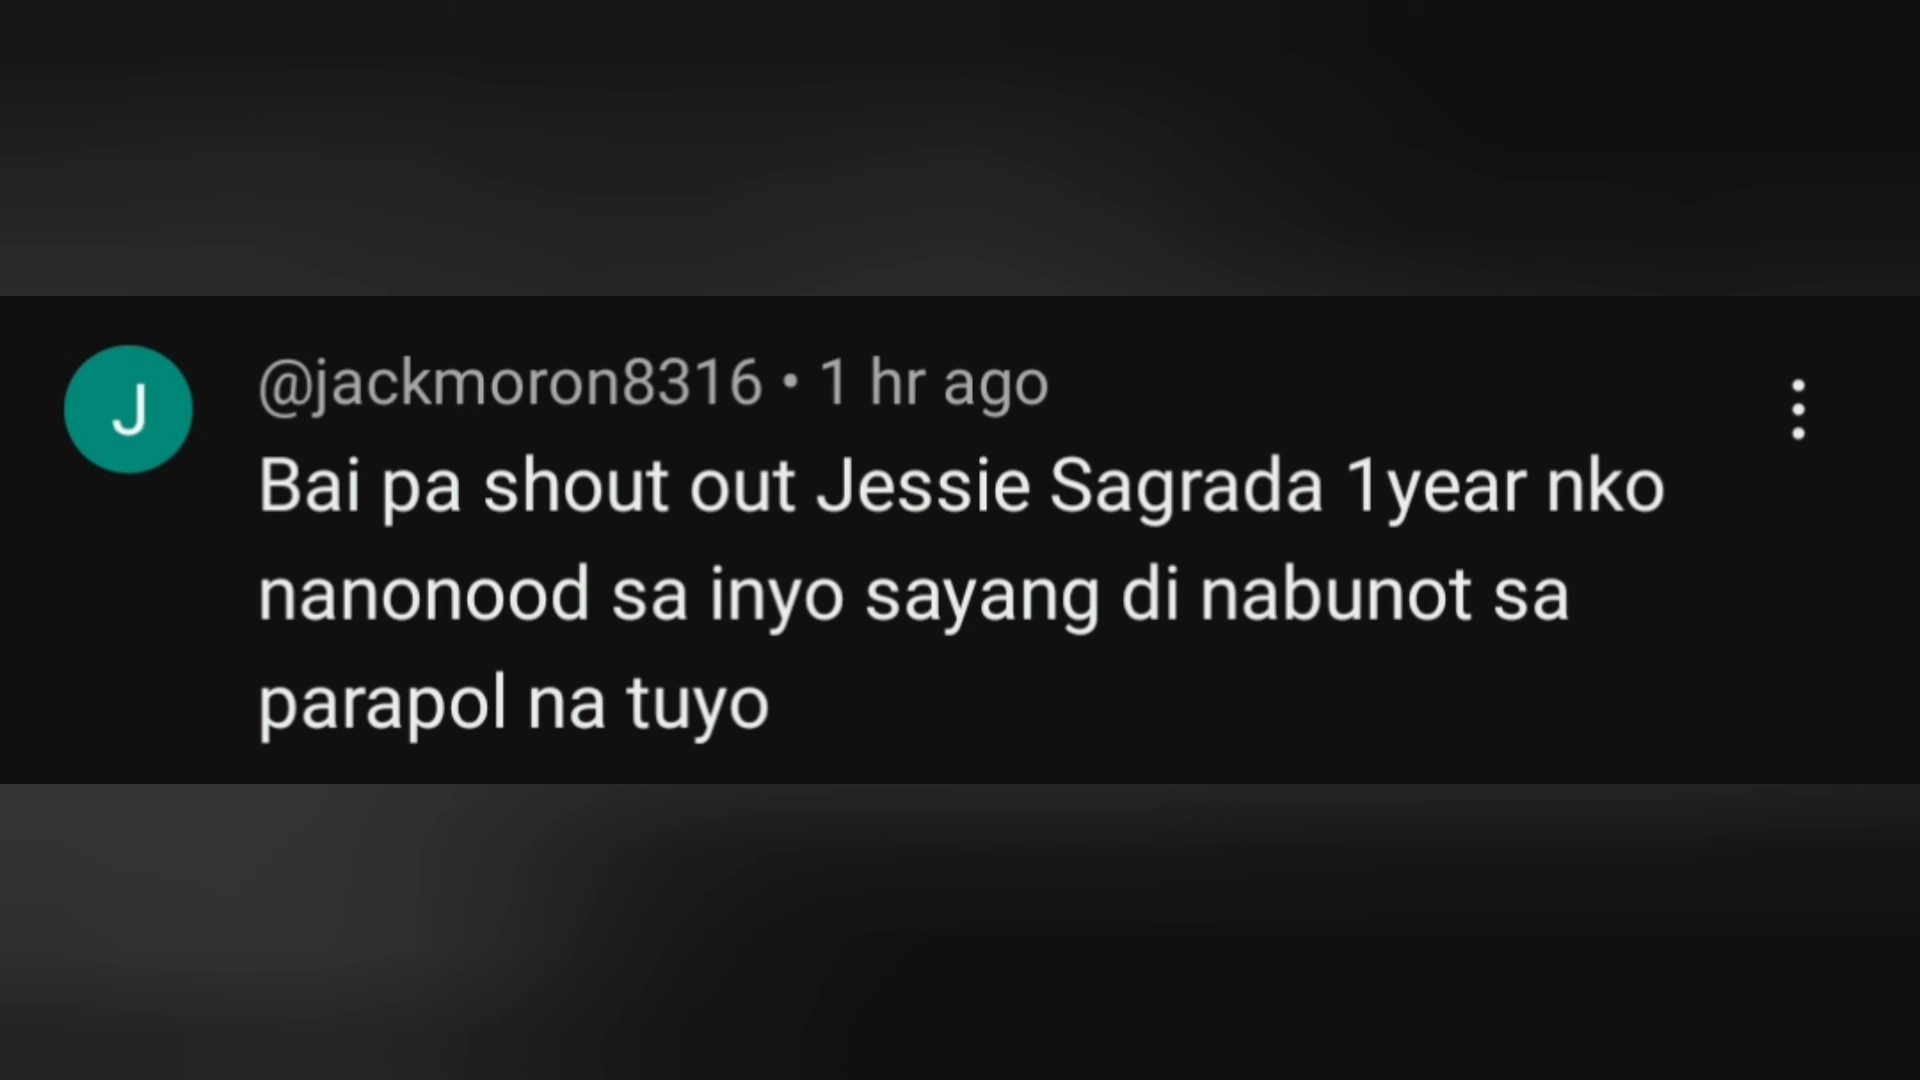 J
@jackmoron8316 • 1 hr ago
Bai pa shout out Jessie Sagrada 1year nko
nanonood sa inyo sayang di nabunot sa
parapol na tuyo